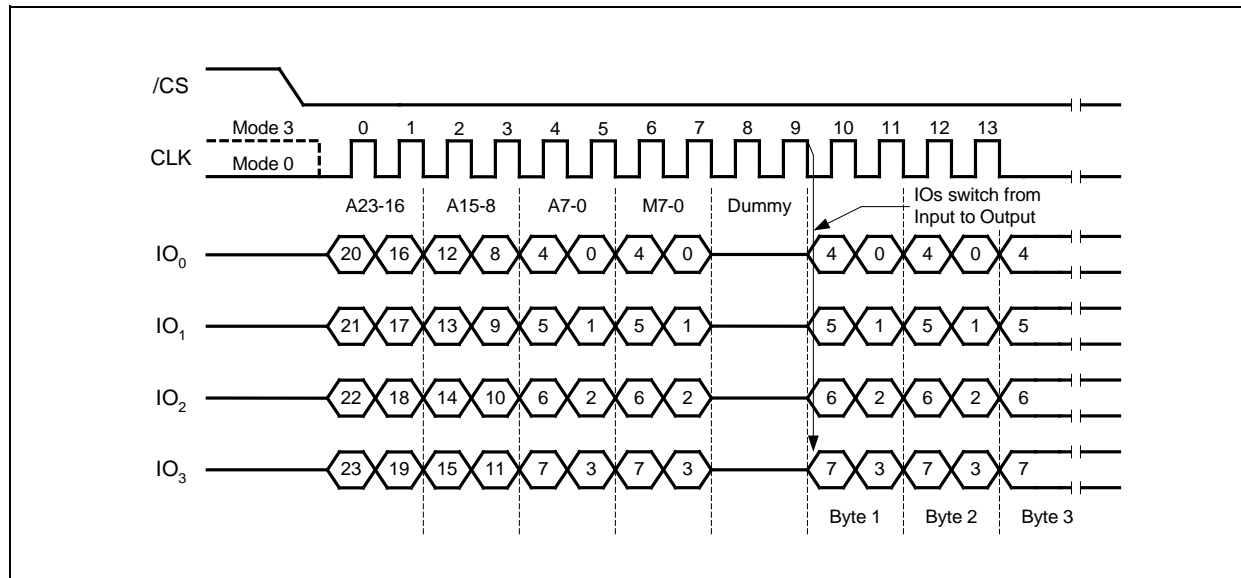 /CS
Mode 3 0 1 2 3 4 5 6 7 8 9 10 11 12 13
CLK
Mode 0
A23-16 A15-8 A7-0 M7-0 Dummy
IOs switch from
Input to Output
IO0 20 16 12 8 4 0 4 0 4 0 4 0 4
IO1 21 17 13 9 5 1 5 1 5 1 5 1 5
IO2 22 18 14 10 6 2 6 2 6 2 6 2 6
IO3 23 19 15 11 7 3 7 3 7 3 7 3 7
Byte 1 Byte 2 Byte 3